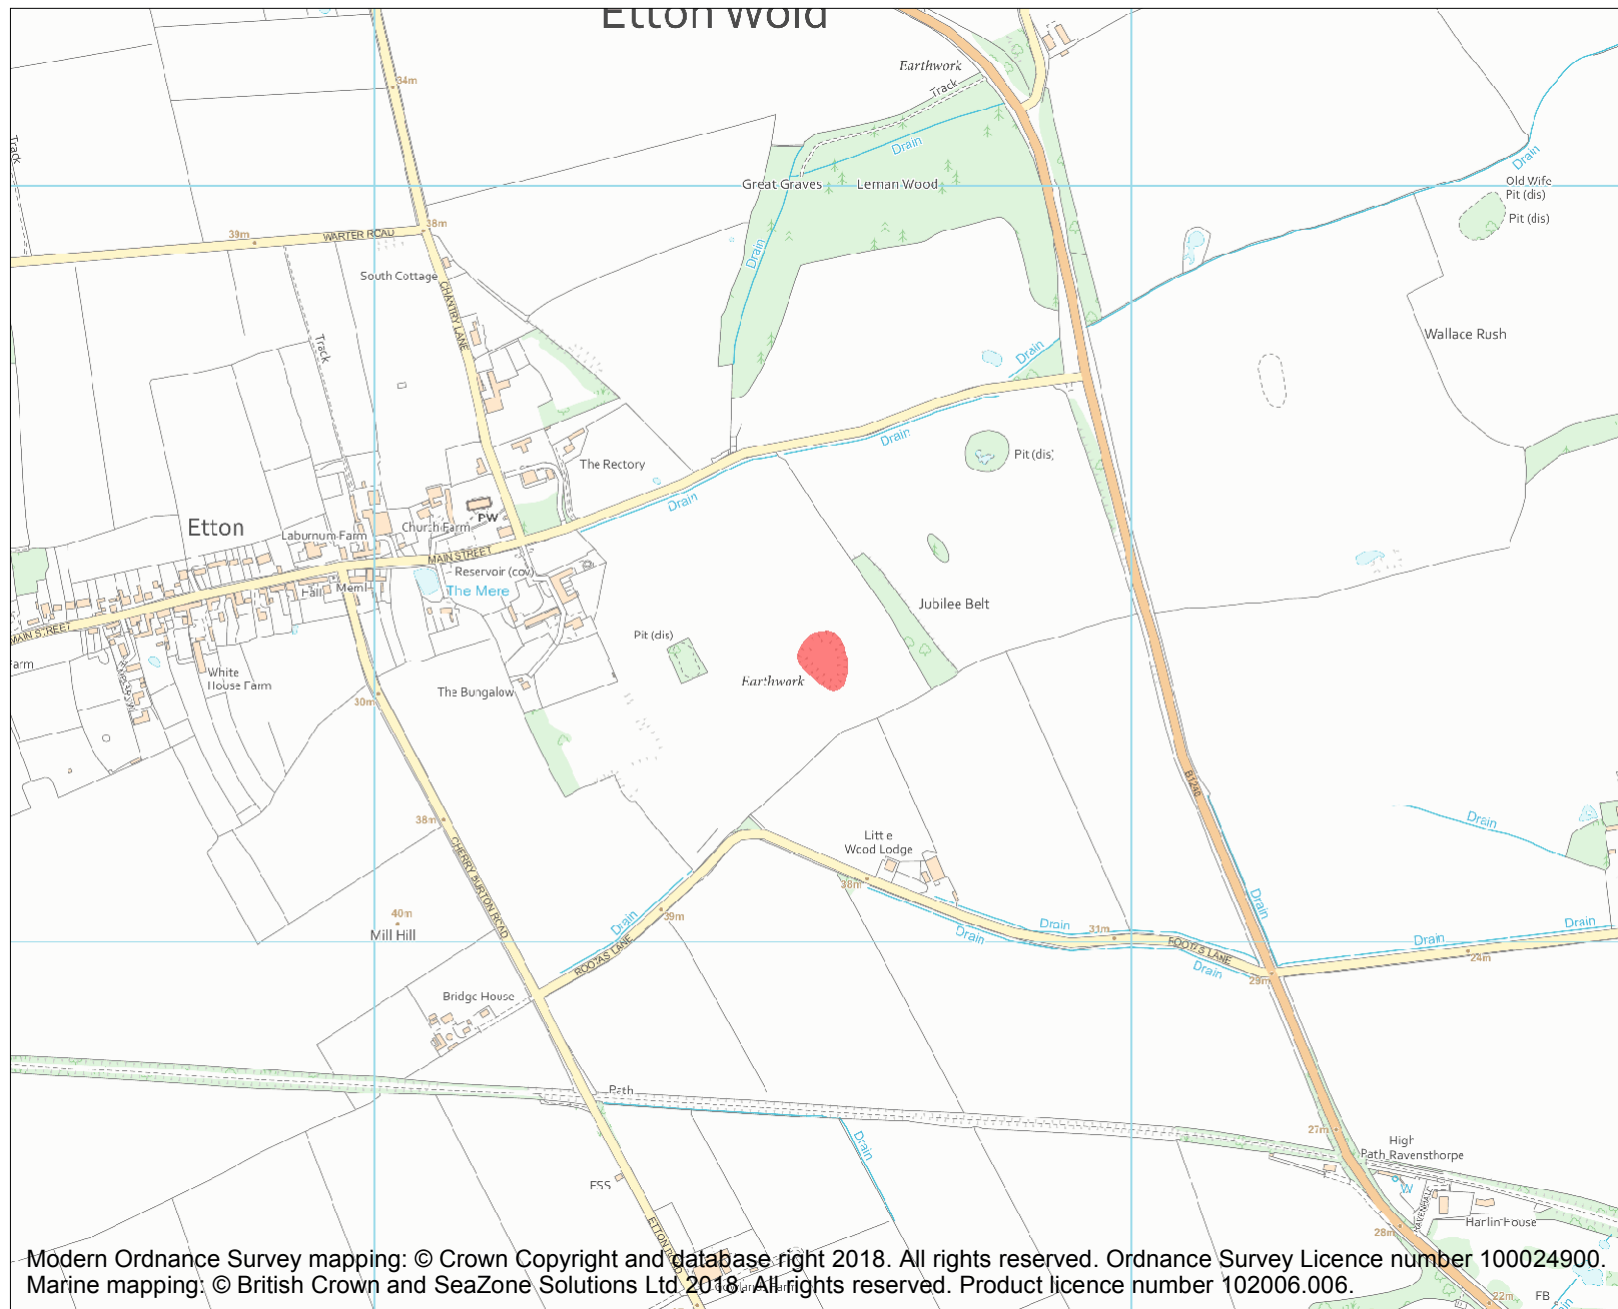 Etton Wold
Earthwork
Track
34m
Track
Drain
Drain
Great Graves
Leman Wood
Old Wife
Pit (dis)
Pit (dis)
38m
39m
WARTER ROAD
Drain
South Cottage
CHANTRY LANE
Track
Wallace Rush
Drain
Drain
The Rectory
Pit (dis)
Drain
PW
Church Farm
Etton
Laburnum Farm
MAIN STREET
Reservoir (cov)
The Mere
Hall
Meml
MAIN STREET
Jubilee Belt
Pit (dis)
arm
White
House Farm
Earthwork
The Bungalow
30m
B1248
38m
CHERRY BURTON ROAD
Little
Wood Lodge
Drain
38m
40m
Mill Hill
Drain
39m
Drain
Drain
Drain
31m
ROOTAS LANE
Drain
FOOTS LANE
Drain
Drain
24m
29m
Bridge House
Path
27m
High
Path Ravensthorpe
Drain
W
ESS
Harlin House
28m
ETTON ROAD
Modern Ordnance Survey mapping: © Crown Copyright and database right 2018. All rights reserved. Ordnance Survey Licence number 100024900.
Marine mapping: © British Crown and SeaZone Solutions Ltd 2018. All rights reserved. Product licence number 102006.006.
22m
FB